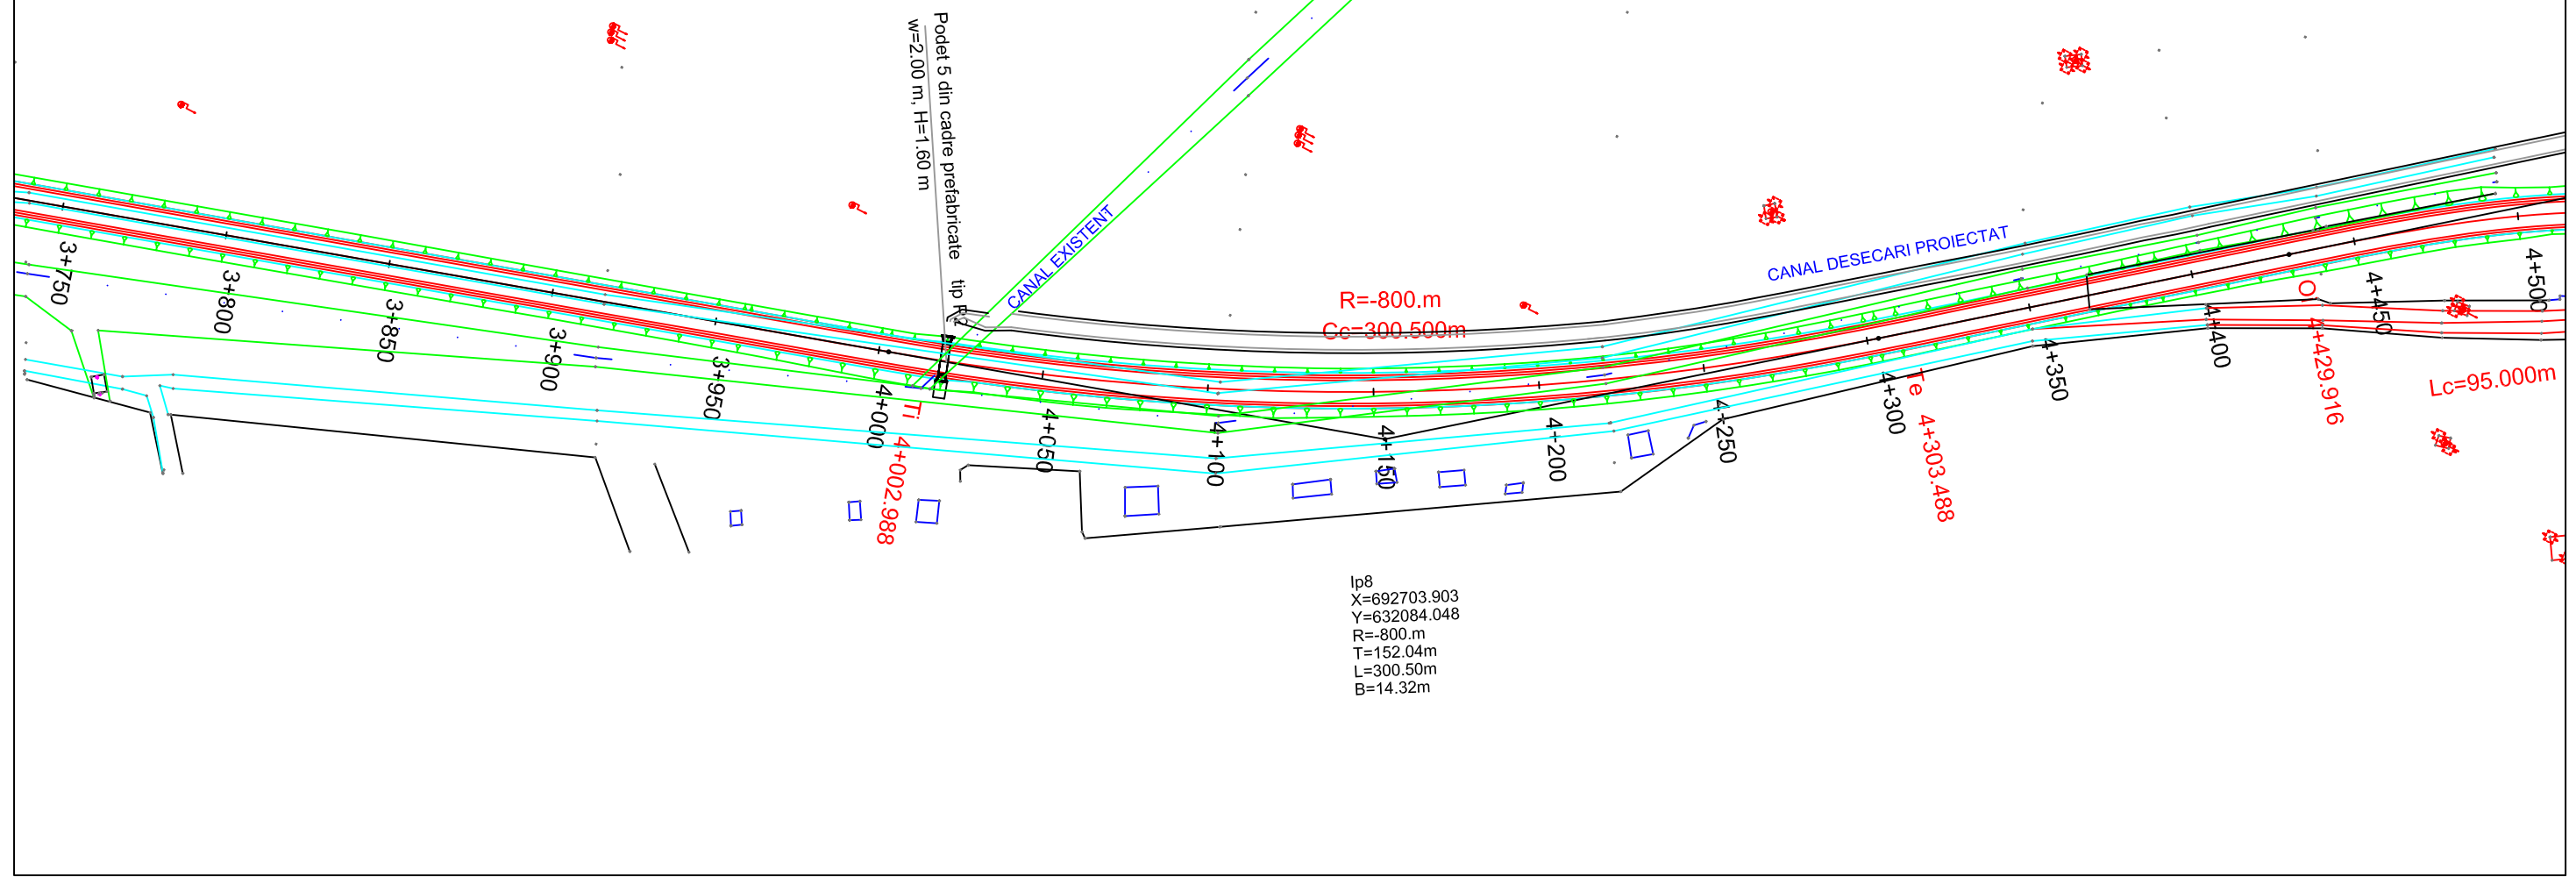 Podet 5 din cadre prefabricate tip P2
w=2.00 m, H=1.60 m
CANAL EXISTENT
CANAL DESECARI PROIECTAT
R=-800.m
Cc=300.500m
3+750
3+800
3+850
3+900
3+950
4+000
Ti 4+002.988
4+050
4+100
4+150
4+200
4+250
4+300
Te 4+303.488
4+350
4+400
Oi 4+429.916
4+450
4+500
Lc=95.000m
Ip8
X=692703.903
Y=632084.048
R=-800.m
T=152.04m
L=300.50m
B=14.32m